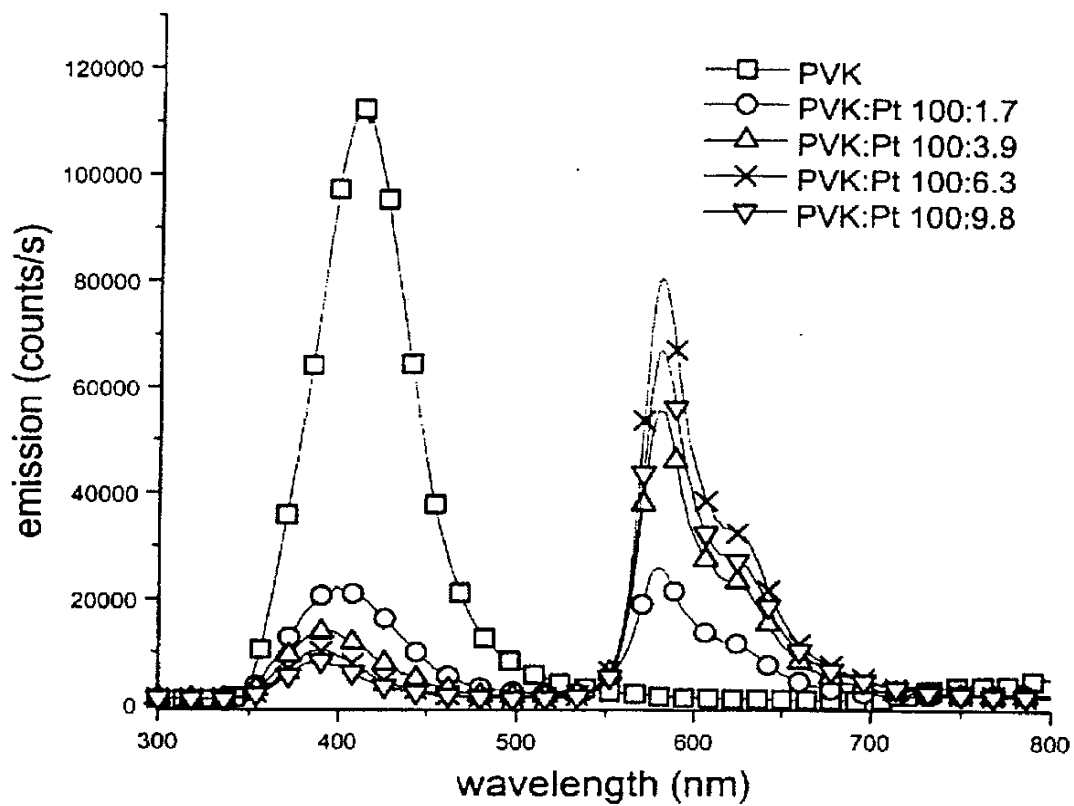 120000
100000
80000
60000
40000
20000
0
emission (counts/s)
PVK
PVK:Pt 100:1.7
PVK:Pt 100:3.9
PVK:Pt 100:6.3
PVK:Pt 100:9.8
300 400 500 600 700 800
wavelength (nm)